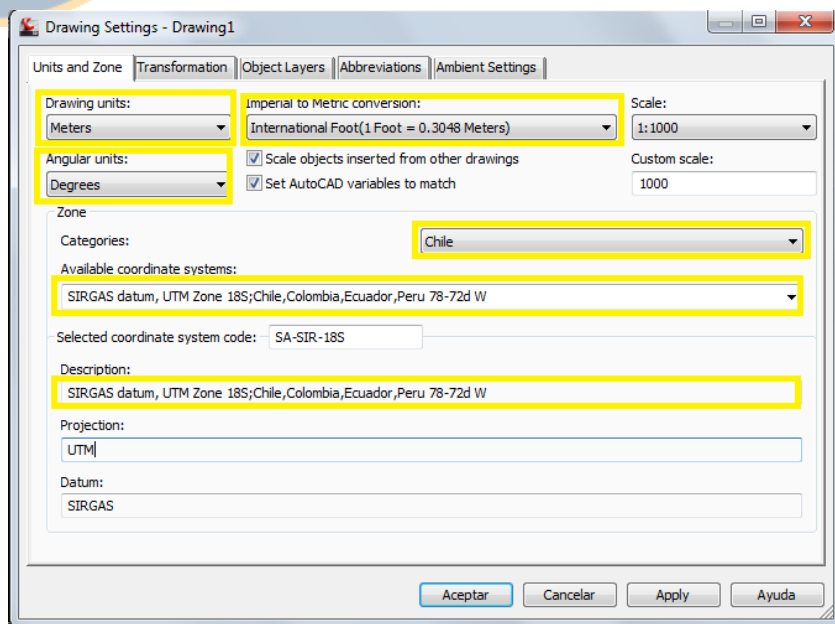 Drawing Settings - Drawing1
Units and Zone Transformation Object Layers Abbreviations Ambient Settings
Drawing units: Imperial to Metric conversion: Scale:
Meters International Foot(1 Foot = 0.3048 Meters) 1:1000
Angular units: Scale objects inserted from other drawings Custom scale:
Degrees Set AutoCAD variables to match 1000
Zone
Categories: Chile
Available coordinate systems:
SIRGAS datum, UTM Zone 18S;Chile,Colombia,Ecuador,Peru 78-72d W
Selected coordinate system code: SA-SIR-18S
Description:
SIRGAS datum, UTM Zone 18S;Chile,Colombia,Ecuador,Peru 78-72d W
Projection:
UTM
Datum:
SIRGAS
Aceptar Cancelar Apply Ayuda